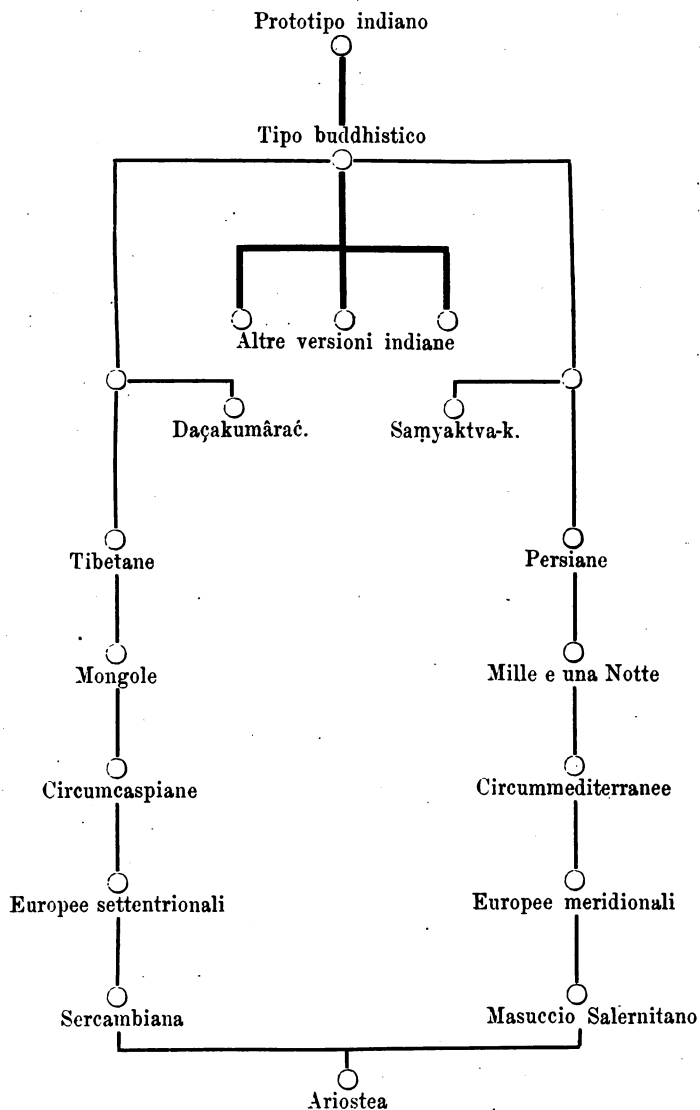 Prototipo indiano
Tipo buddhistico
Altre versioni indiane
Daçakumârać.
Saṃyaktva-k.
Tibetane
Persiane
Mongole
Mille e una Notte
Circumcaspiane
Circummediterranee
Europee settentrionali
Europee meridionali
Sercambiana
Masuccio Salernitano
Ariostea